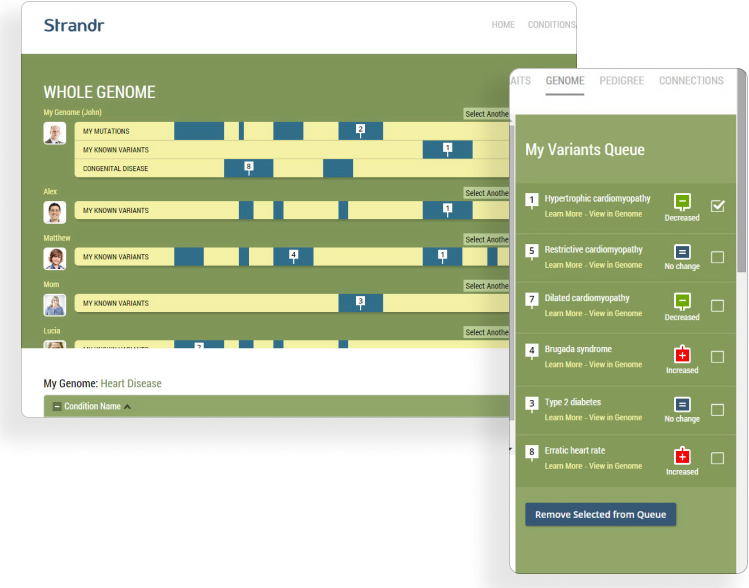 Strandr
HOME CONDITIONS
WHOLE GENOME
My Genome (John)
Select Anothe
MY MUTATIONS
2
MY KNOWN VARIANTS
1
CONGENITAL DISEASE
8
Alex
Select Anothe
MY KNOWN VARIANTS
1
Matthew
Select Anothe
MY KNOWN VARIANTS
4
1
Mom
Select Anothe
MY KNOWN VARIANTS
3
Lucia
Select Anothe
MY KNOWN VARIANTS
2
My Genome: Heart Disease
Condition Name
AITS GENOME PEDIGREE CONNECTIONS
My Variants Queue
1 Hypertrophic cardiomyopathy
Learn More - View in Genome
Decreased
5 Restrictive cardiomyopathy
Learn More - View in Genome
No change
7 Dilated cardiomyopathy
Learn More - View in Genome
Decreased
4 Brugada syndrome
Learn More - View in Genome
Increased
3 Type 2 diabetes
Learn More - View in Genome
No change
8 Erratic heart rate
Learn More - View in Genome
Increased
Remove Selected from Queue